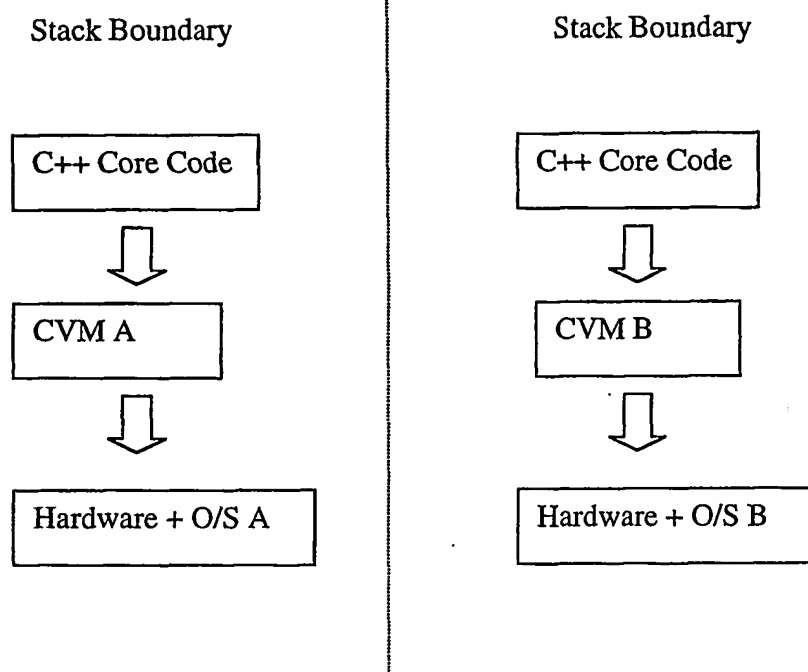 Stack Boundary
C++ Core Code
CVM A
Hardware + O/S A
Stack Boundary
C++ Core Code
CVM B
Hardware + O/S B